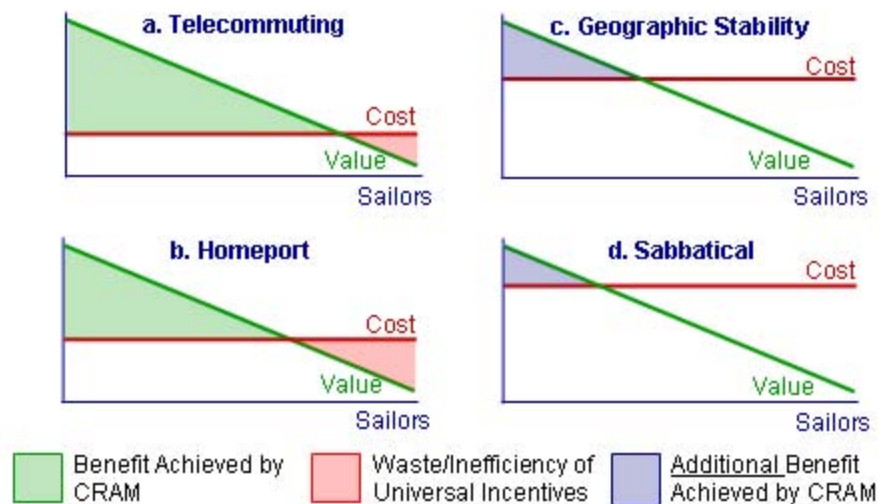 a. Telecommuting
Cost
Value
Sailors
c. Geographic Stability
Cost
Value
Sailors
b. Homeport
Cost
Value
Sailors
d. Sabbatical
Cost
Value
Sailors
Benefit Achieved by
CRAM
Waste/Inefficiency of
Universal Incentives
Additional Benefit
Achieved by CRAM